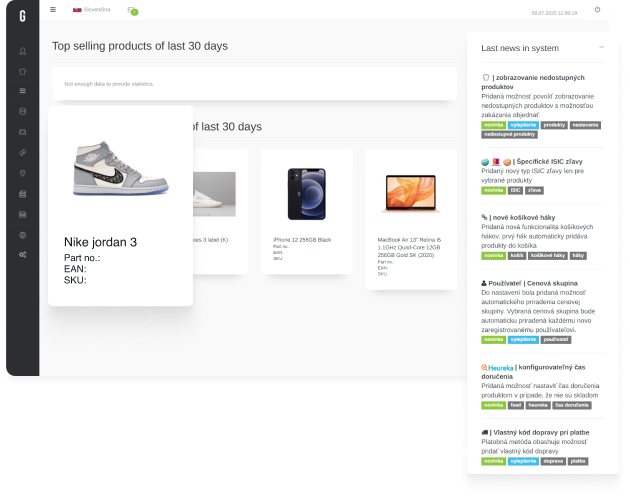 G
Slovenčina
09.07.2020 11:09:19
Top selling products of last 30 days
Not enough data to provide statistics.
of last 30 days
Nike jordan 3
Part no.:
EAN:
SKU:
oes 3 label (K)
iPhone 12 256GB Black
Part no.:
EAN:
SKU:
MacBook Air 13" Retina i5
1,1GHz Quad-Core 12GB
256GB Gold SK (2020)
Part no.:
EAN:
SKU:
Last news in system
| zobrazovanie nedostupných
produktov
Pridaná možnosť povoliť zobrazovanie
nedostupných produktov s možnosťou
zakázania objednať.
novinka vylepšenie produkty nastavenia
nedostupné produkty
| Špecifické ISIC zľavy
Pridaný nový typ ISIC zľavy len pre
vybrané produkty
novinka ISIC zľava
| nové košíkové háky
Pridaná nová funkcionalita košíkových
hákov, prvý hák automaticky pridáva
produkty do košíka
novinka košík košíkové háky háky
Používateľ | Cenová skupina
Do nastavení bola pridaná možnosť
automatického priradenia cenovej
skupiny. Vybraná cenová skupina bude
automaticku priradená každému novo
zaregistrovanému používateľovi.
novinka vylepšenie používateľ
Heureka | konfigurovateľný čas
doručenia
Pridaná možnosť nastaviť čas doručenia
produktom v prípade, že nie sú skladom
novinka feed heureka čas doručenia
| Vlastný kód dopravy pri platbe
Platobná metóda obashuje možnosť
pridať vlastný kód dopravy
novinka vylepšenie doprava platba